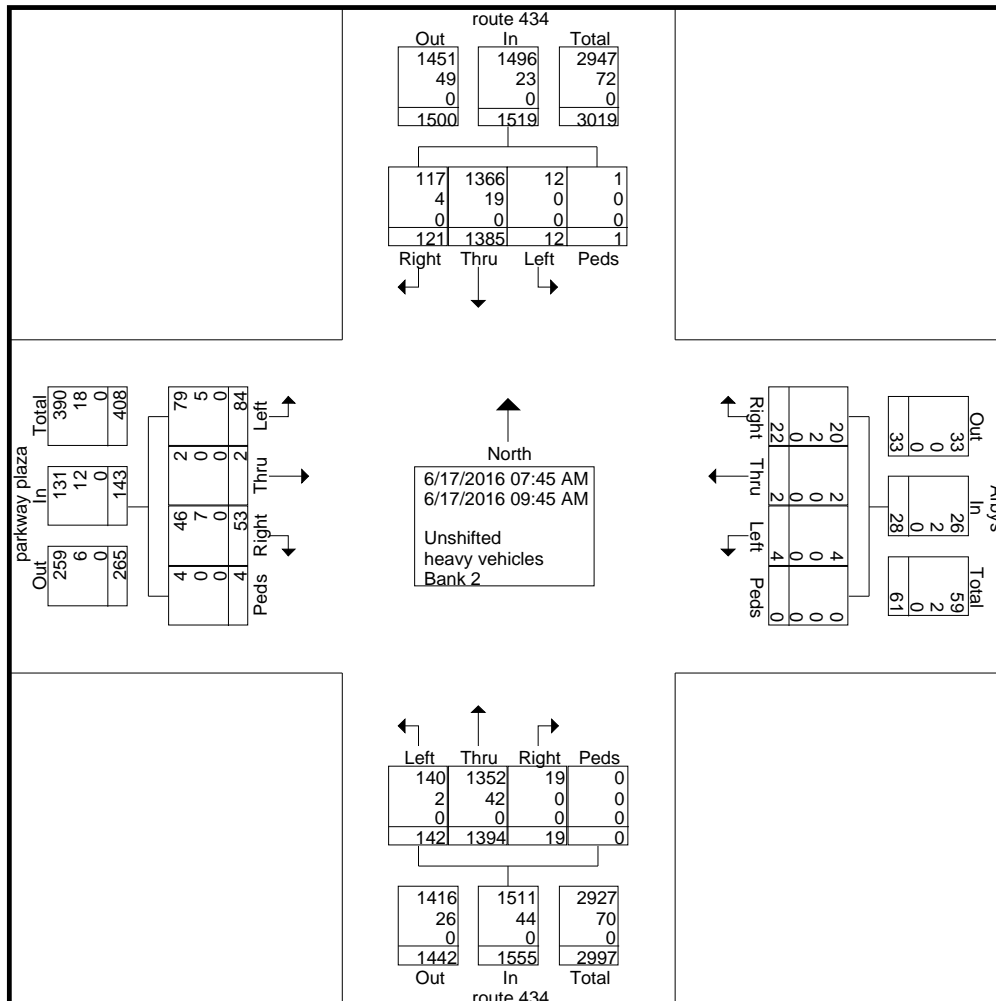 route 434
Out In Total
1451 1496 2947
49 23 72
0 0 0
1500 1519 3019
117 1366 12 1
4 19 0 0
0 0 0 0
121 1385 12 1
Right Thru Left Peds
parkway plaza
Total In Out
390 131 259
18 12 6
0 0 0
408 143 265
79 2 46 4
5 0 7 0
0 0 0 0
84 2 53 4
Left Thru Right Peds
North
6/17/2016 07:45 AM
6/17/2016 09:45 AM
Unshifted
heavy vehicles
Bank 2
Arbys
Out In Total
33 26 59
0 2 2
0 0 0
33 28 61
20 2 4 0
2 0 0 0
0 0 0 0
22 2 4 0
Right Thru Left Peds
Left Thru Right Peds
140 1352 19 0
2 42 0 0
0 0 0 0
142 1394 19 0
1416 1511 2927
26 44 70
0 0 0
1442 1555 2997
Out In Total
route 434